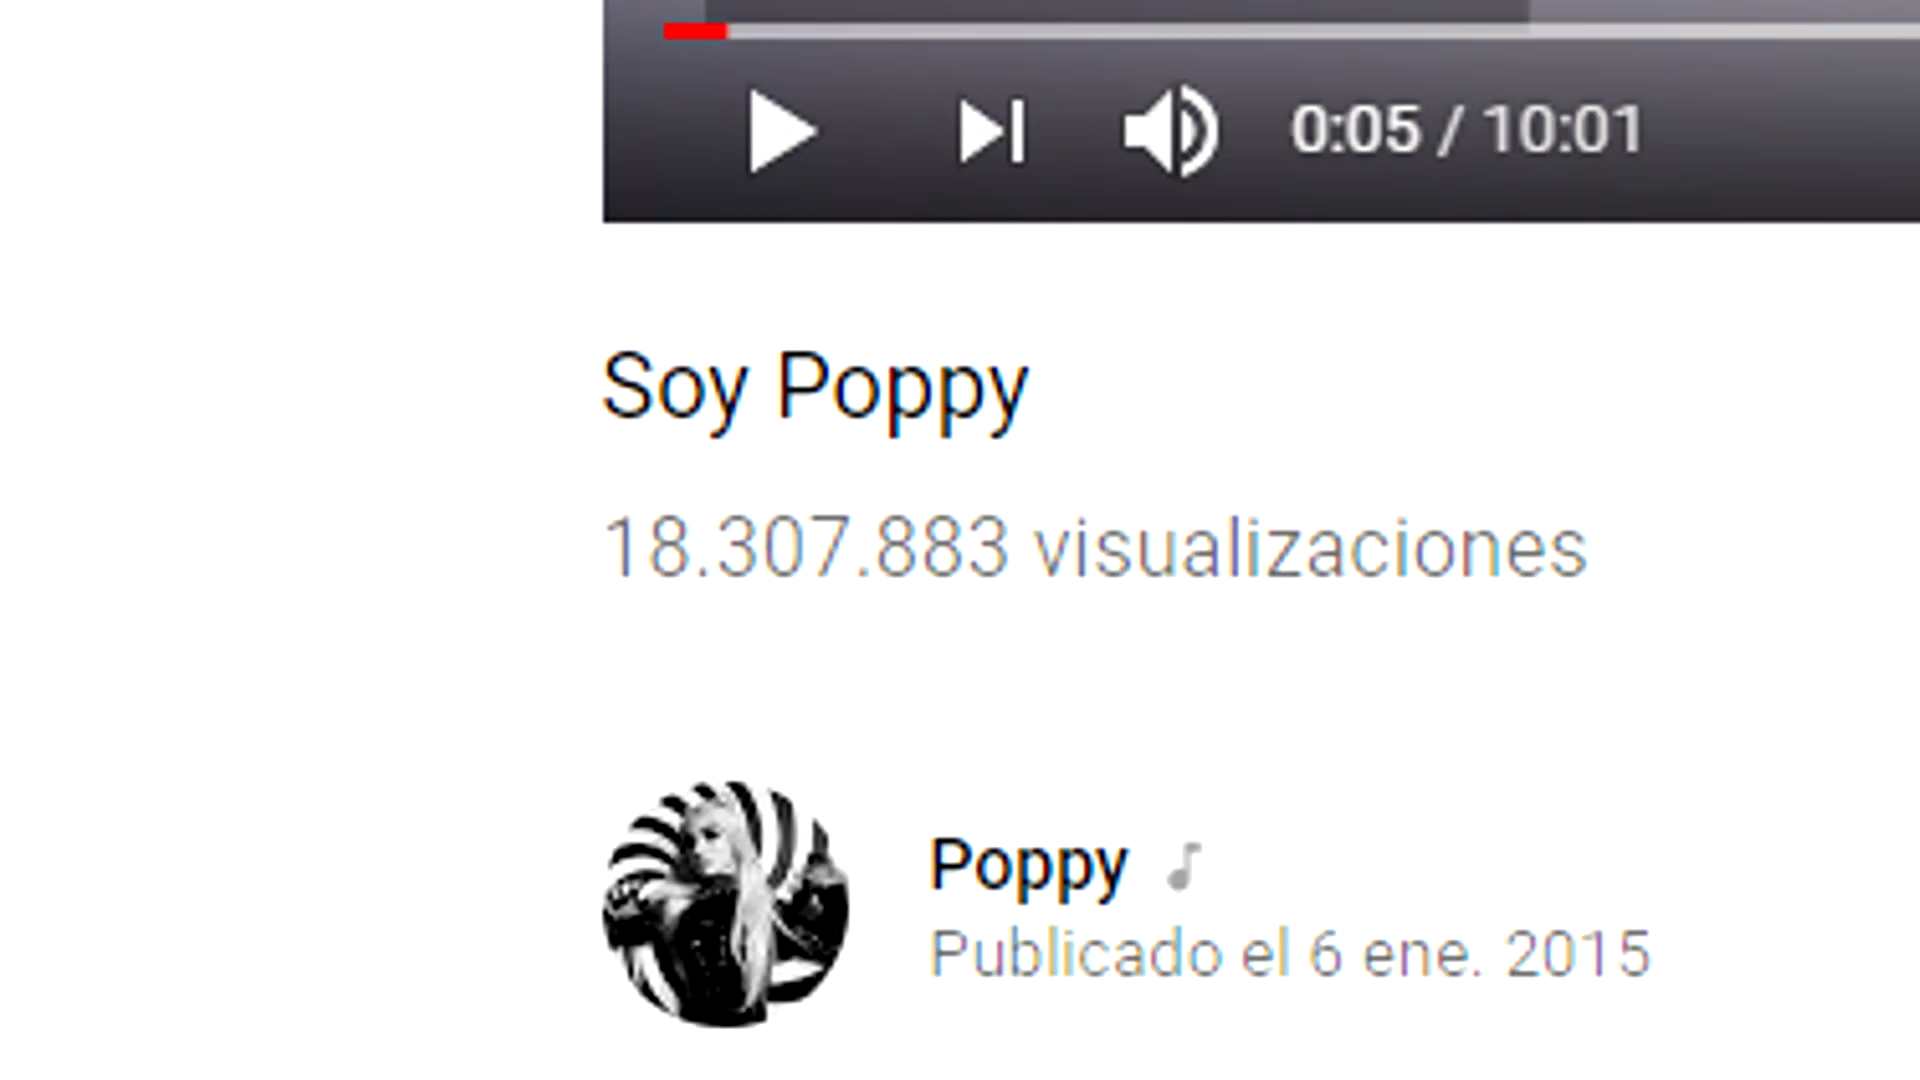 0:05 / 10:01
Soy Poppy
18.307.883 visualizaciones
Poppy
Publicado el 6 ene. 2015